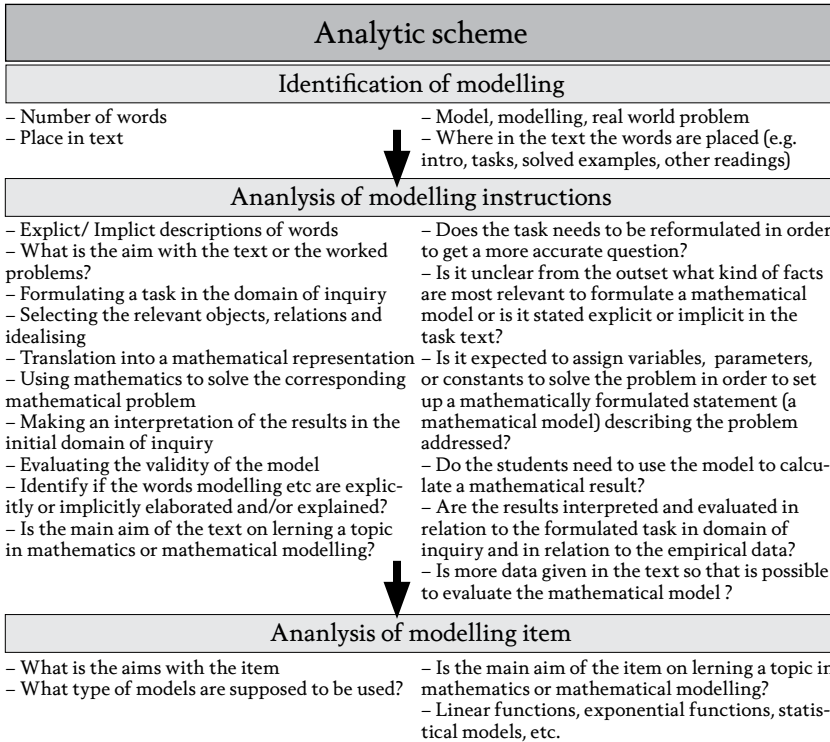 Analytic scheme
Identification of modelling
– Number of words
– Place in text
– Model, modelling, real world problem
– Where in the text the words are placed (e.g.
intro, tasks, solved examples, other readings)
Ananlysis of modelling instructions
– Explict/ Implict descriptions of words
– What is the aim with the text or the worked
problems?
– Formulating a task in the domain of inquiry
– Selecting the relevant objects, relations and
idealising
– Translation into a mathematical representation
– Using mathematics to solve the corresponding
mathematical problem
– Making an interpretation of the results in the
initial domain of inquiry
– Evaluating the validity of the model
– Identify if the words modelling etc are explic-
itly or implicitly elaborated and/or explained?
– Is the main aim of the text on lerning a topic
in mathematics or mathematical modelling?
– Does the task needs to be reformulated in order
to get a more accurate question?
– Is it unclear from the outset what kind of facts
are most relevant to formulate a mathematical
model or is it stated explicit or implicit in the
task text?
– Is it expected to assign variables, parameters,
or constants to solve the problem in order to set
up a mathematically formulated statement (a
mathematical model) describing the problem
addressed?
– Do the students need to use the model to calcu-
late a mathematical result?
– Are the results interpreted and evaluated in
relation to the formulated task in domain of
inquiry and in relation to the empirical data?
– Is more data given in the text so that is possible
to evaluate the mathematical model ?
Ananlysis of modelling item
– What is the aims with the item
– What type of models are supposed to be used?
– Is the main aim of the item on lerning a topic in
mathematics or mathematical modelling?
– Linear functions, exponential functions, statis-
tical models, etc.